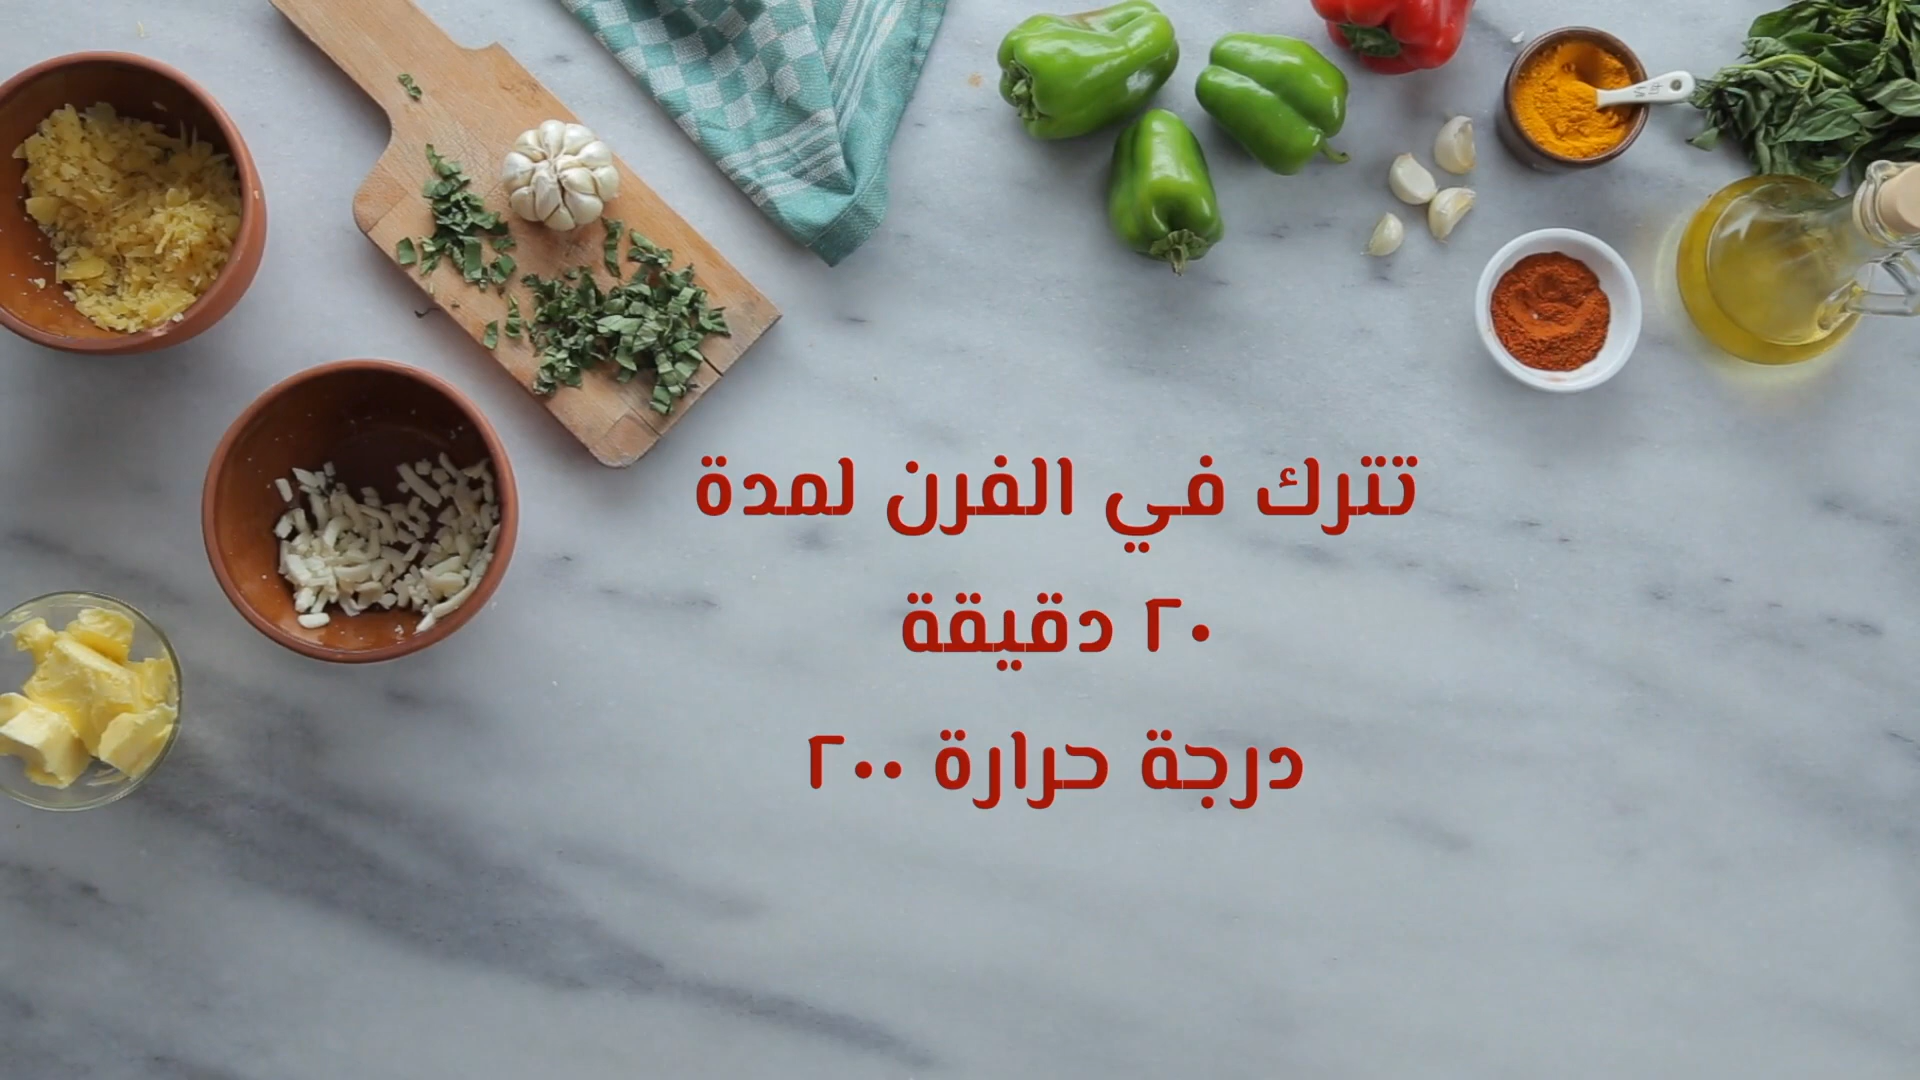 تترك في الفرن لمدة
٢٠ دقيقة
درجة حرارة ٢٠٠